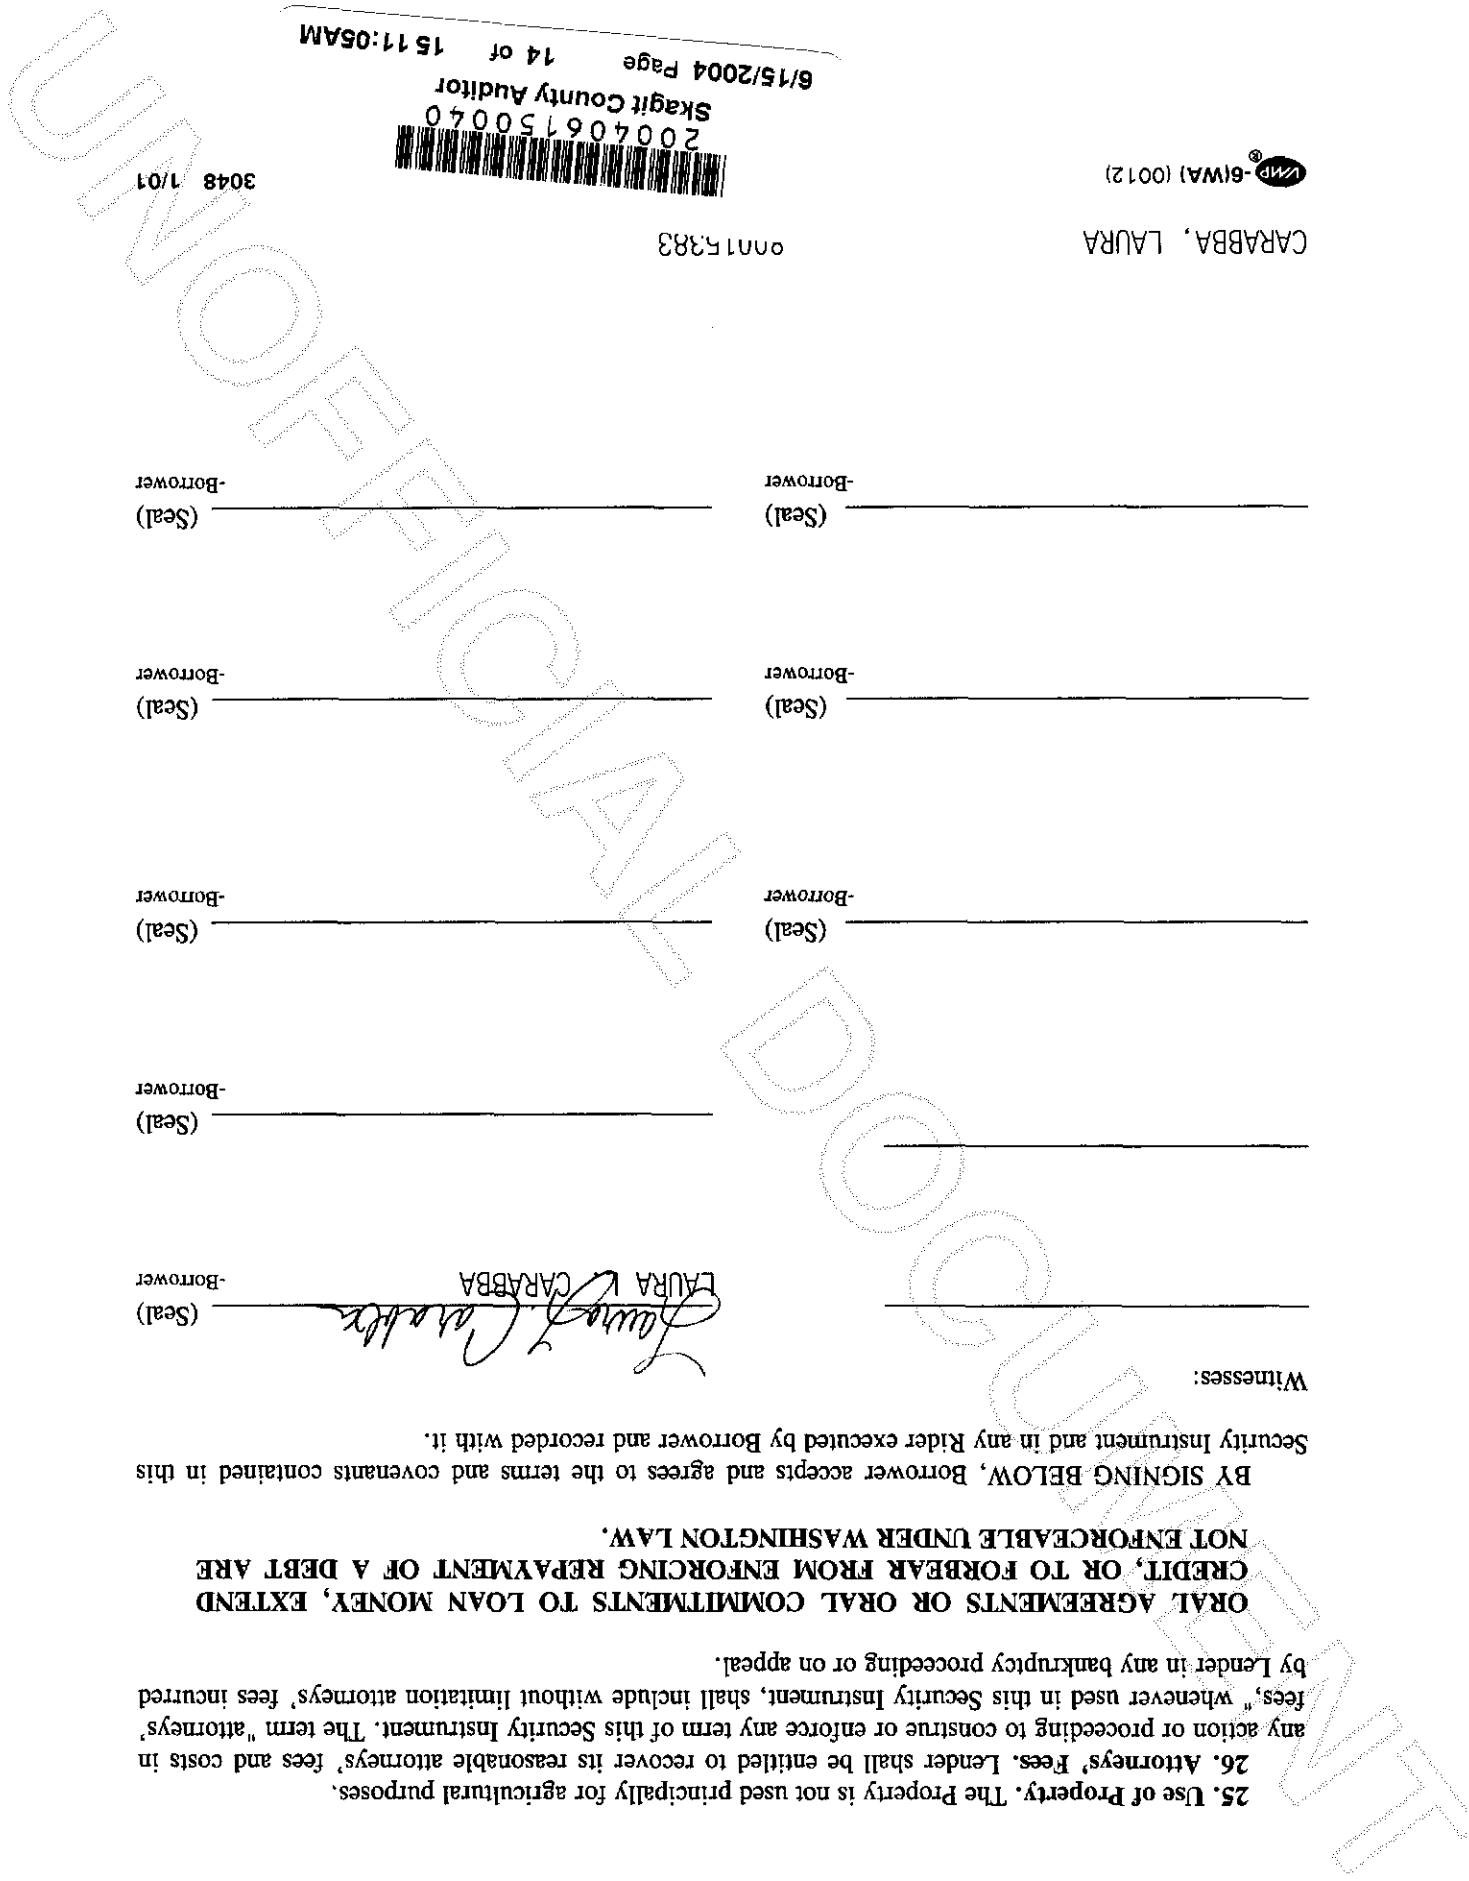 25. Use of Property. The Property is not used principally for agricultural purposes.
26. Attorneys' Fees. Lender shall be entitled to recover its reasonable attorneys' fees and costs in
any action or proceeding to construe or enforce any term of this Security Instrument. The term "attorneys'
fees," whenever used in this Security Instrument, shall include without limitation attorneys' fees incurred
by Lender in any bankruptcy proceeding or on appeal.
ORAL AGREEMENTS OR ORAL COMMITMENTS TO LOAN MONEY, EXTEND
CREDIT, OR TO FORBEAR FROM ENFORCING REPAYMENT OF A DEBT ARE
NOT ENFORCEABLE UNDER WASHINGTON LAW.
BY SIGNING BELOW, Borrower accepts and agrees to the terms and covenants contained in this
Security Instrument and in any Rider executed by Borrower and recorded with it.
Witnesses:
Laura L. Carabba (Seal)
LAURA L. CARABBA -Borrower
(Seal)
-Borrower
(Seal) (Seal)
-Borrower -Borrower
(Seal) (Seal)
-Borrower -Borrower
(Seal) (Seal)
-Borrower -Borrower
CARABBA, LAURA 00015383
VMP®-6(WA) (0012) 3048 1/01
200406150040
Skagit County Auditor
6/15/2004 Page 14 of 15 11:05AM
UNOFFICIAL DOCUMENT